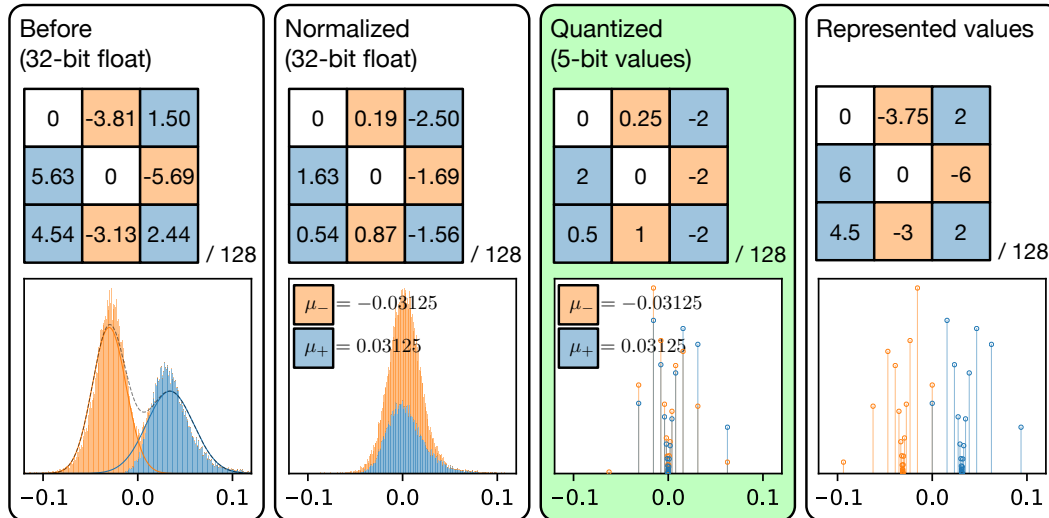 Before
(32-bit float)
0 -3.81 1.50
5.63 0 -5.69
4.54 -3.13 2.44
/ 128
-0.1 0.0 0.1
Normalized
(32-bit float)
0 0.19 -2.50
1.63 0 -1.69
0.54 0.87 -1.56
/ 128
μ− = −0.03125
μ+ = 0.03125
-0.1 0.0 0.1
Quantized
(5-bit values)
0 0.25 -2
2 0 -2
0.5 1 -2
/ 128
μ− = −0.03125
μ+ = 0.03125
-0.1 0.0 0.1
Represented values
0 -3.75 2
6 0 -6
4.5 -3 2
/ 128
-0.1 0.0 0.1